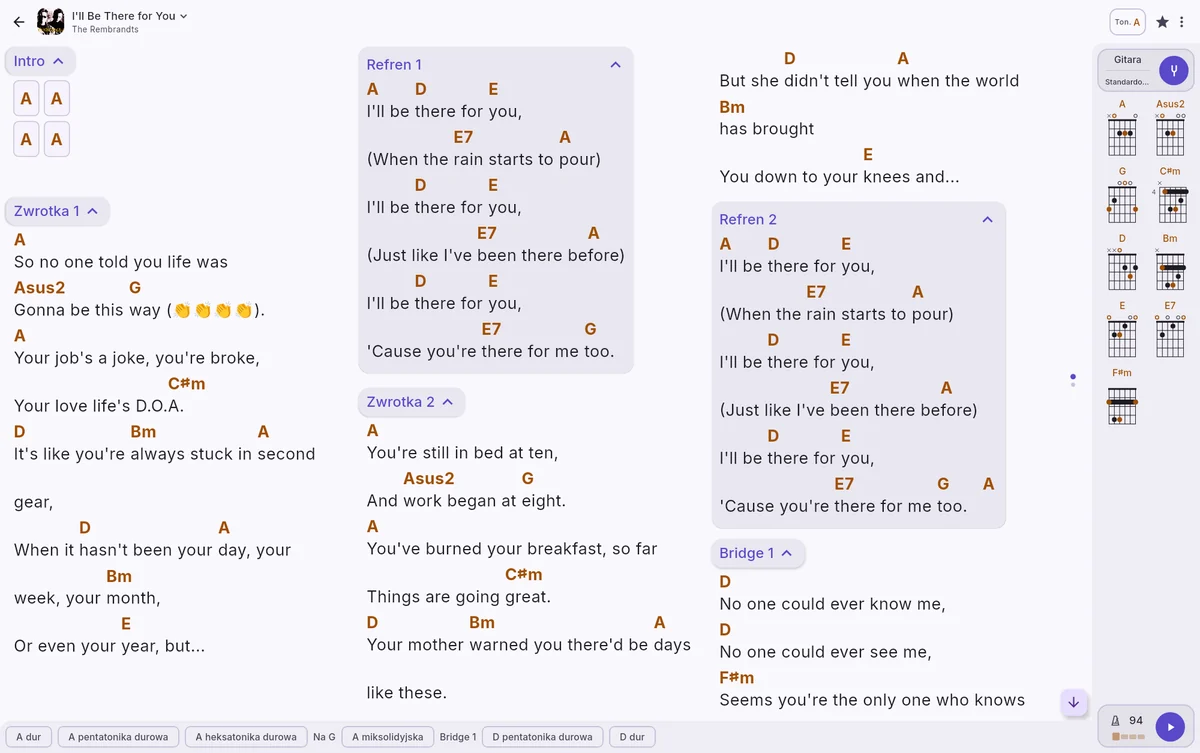 I'll Be There for You
The Rembrandts
Ton. A
Intro
A A
A A
Zwrotka 1
A
So no one told you life was
Asus2 G
Gonna be this way (👏👏👏👏).
A
Your job's a joke, you're broke,
C#m
Your love life's D.O.A.
D Bm A
It's like you're always stuck in second
gear,
D A
When it hasn't been your day, your
Bm
week, your month,
E
Or even your year, but...
Refren 1
A D E
I'll be there for you,
E7 A
(When the rain starts to pour)
D E
I'll be there for you,
E7 A
(Just like I've been there before)
D E
I'll be there for you,
E7 G
'Cause you're there for me too.
Zwrotka 2
A
You're still in bed at ten,
Asus2 G
And work began at eight.
A
You've burned your breakfast, so far
C#m
Things are going great.
D Bm A
Your mother warned you there'd be days
like these.
D A
But she didn't tell you when the world
Bm
has brought
E
You down to your knees and...
Refren 2
A D E
I'll be there for you,
E7 A
(When the rain starts to pour)
D E
I'll be there for you,
E7 A
(Just like I've been there before)
D E
I'll be there for you,
E7 G A
'Cause you're there for me too.
Bridge 1
D
No one could ever know me,
D
No one could ever see me,
F#m
Seems you're the only one who knows
Gitara
Standardo...
A Asus2
G C#m
4
D Bm
E E7
F#m
94
A dur A pentatonika durowa A heksatonika durowa Na G A miksolidyjska Bridge 1 D pentatonika durowa D dur